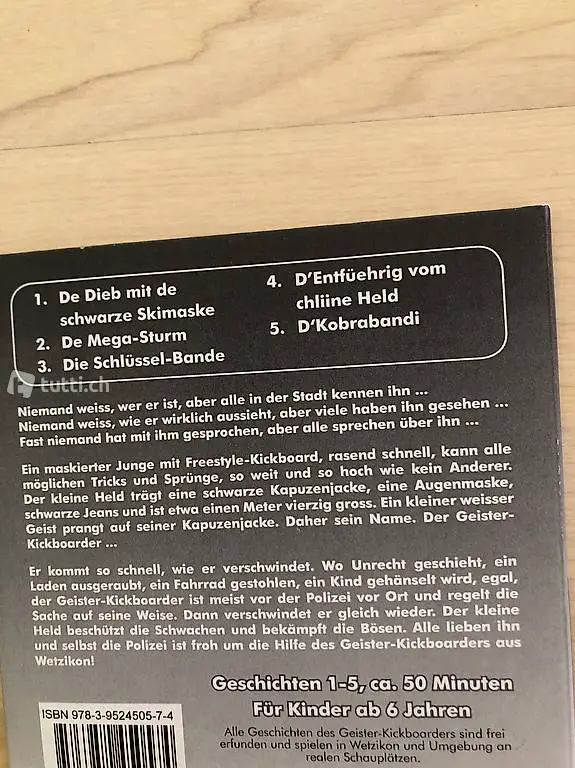 1. De Dieb mit de
schwarze Skimaske
2. De Mega-Sturm
3. Die Schlüssel-Bande
4. D'Entfüehrig vom
chliine Held
5. D'Kobrabandi
tutti.ch
Niemand weiss, wer er ist, aber alle in der Stadt kennen ihn ...
Niemand weiss, wie er wirklich aussieht, aber viele haben ihn gesehen ...
Fast niemand hat mit ihm gesprochen, aber alle sprechen über ihn ...
Ein maskierter Junge mit Freestyle-Kickboard, rasend schnell, kann alle
möglichen Tricks und Sprünge, so weit und so hoch wie kein Anderer.
Der kleine Held trägt eine schwarze Kapuzenjacke, eine Augenmaske,
schwarze Jeans und ist etwa einen Meter vierzig gross. Ein kleiner weisser
Geist prangt auf seiner Kapuzenjacke. Daher sein Name. Der Geister-
Kickboarder ...
Er kommt so schnell, wie er verschwindet. Wo Unrecht geschieht, ein
Laden ausgeraubt, ein Fahrrad gestohlen, ein Kind gehänselt wird, egal,
der Geister-Kickboarder ist meist vor der Polizei vor Ort und regelt die
Sache auf seine Weise. Dann verschwindet er gleich wieder. Der kleine
Held beschützt die Schwachen und bekämpft die Bösen. Alle lieben ihn
und selbst die Polizei ist froh um die Hilfe des Geister-Kickboarders aus
Wetzikon!
Geschichten 1-5, ca. 50 Minuten
Für Kinder ab 6 Jahren
ISBN 978-3-9524505-7-4
Alle Geschichten des Geister-Kickboarders sind frei
erfunden und spielen in Wetzikon und Umgebung an
realen Schauplätzen.